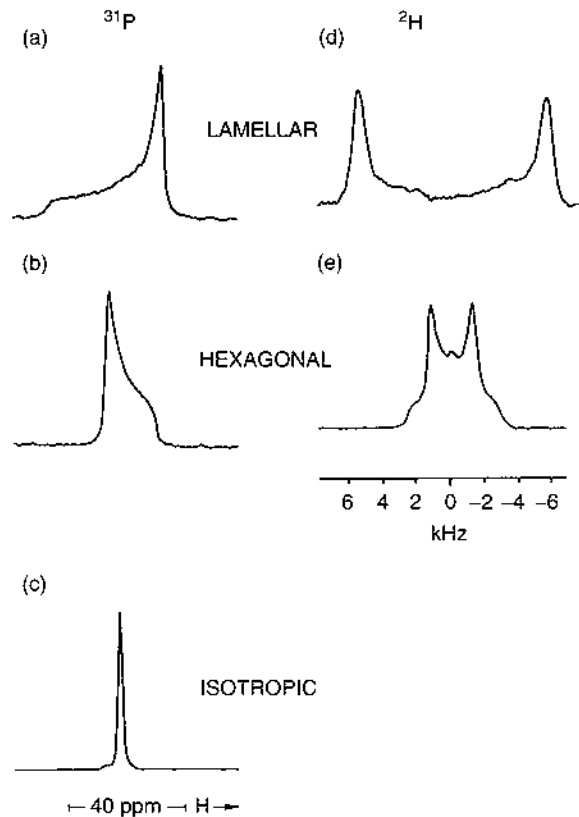 ³¹P
²H
(a)
(d)
LAMELLAR
(b)
(e)
HEXAGONAL
6 4 2 0 −2 −4 −6
kHz
(c)
ISOTROPIC
40 ppm H